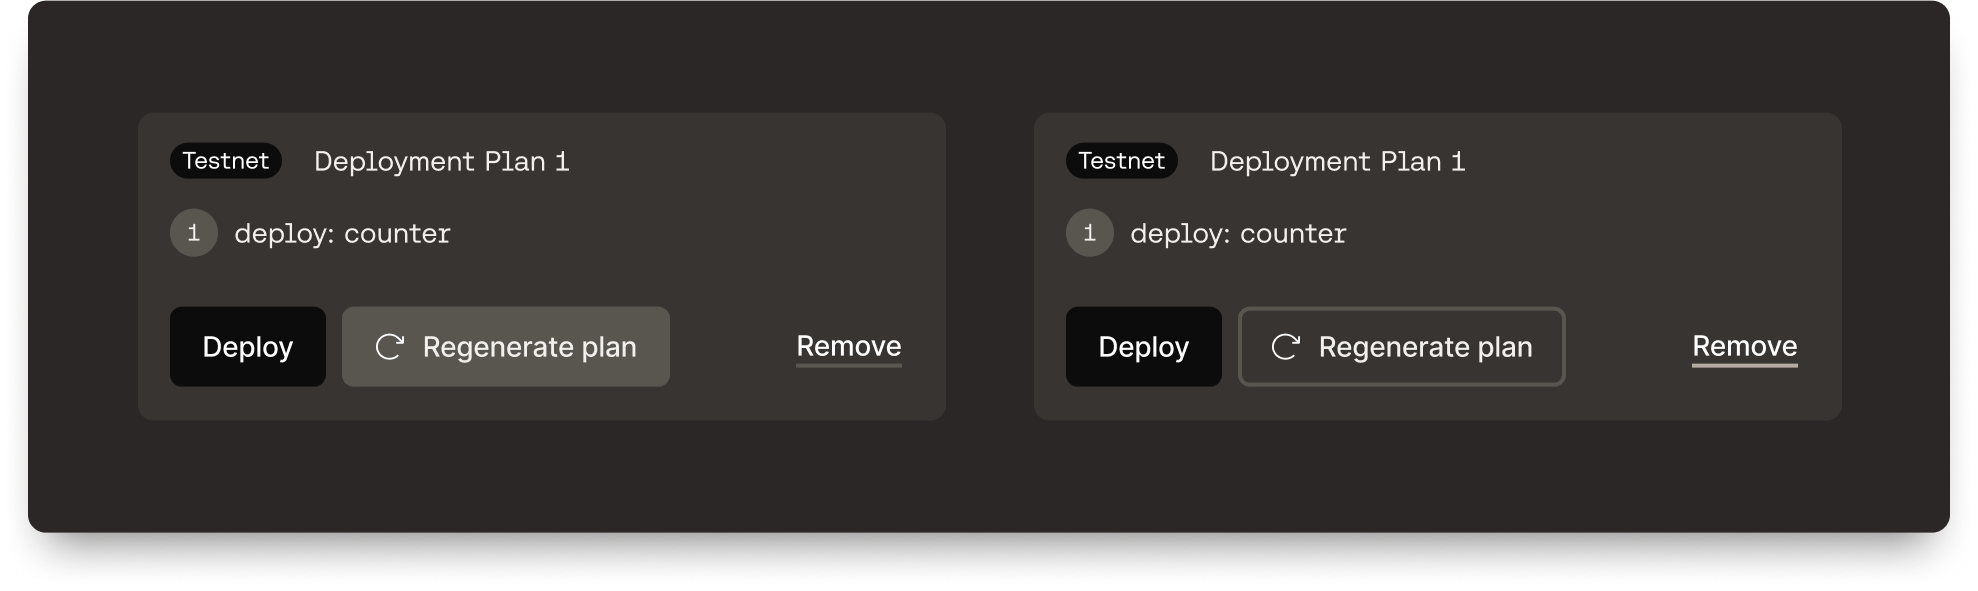 Testnet Deployment Plan 1
1 deploy: counter
Deploy Regenerate plan Remove
Testnet Deployment Plan 1
1 deploy: counter
Deploy Regenerate plan Remove